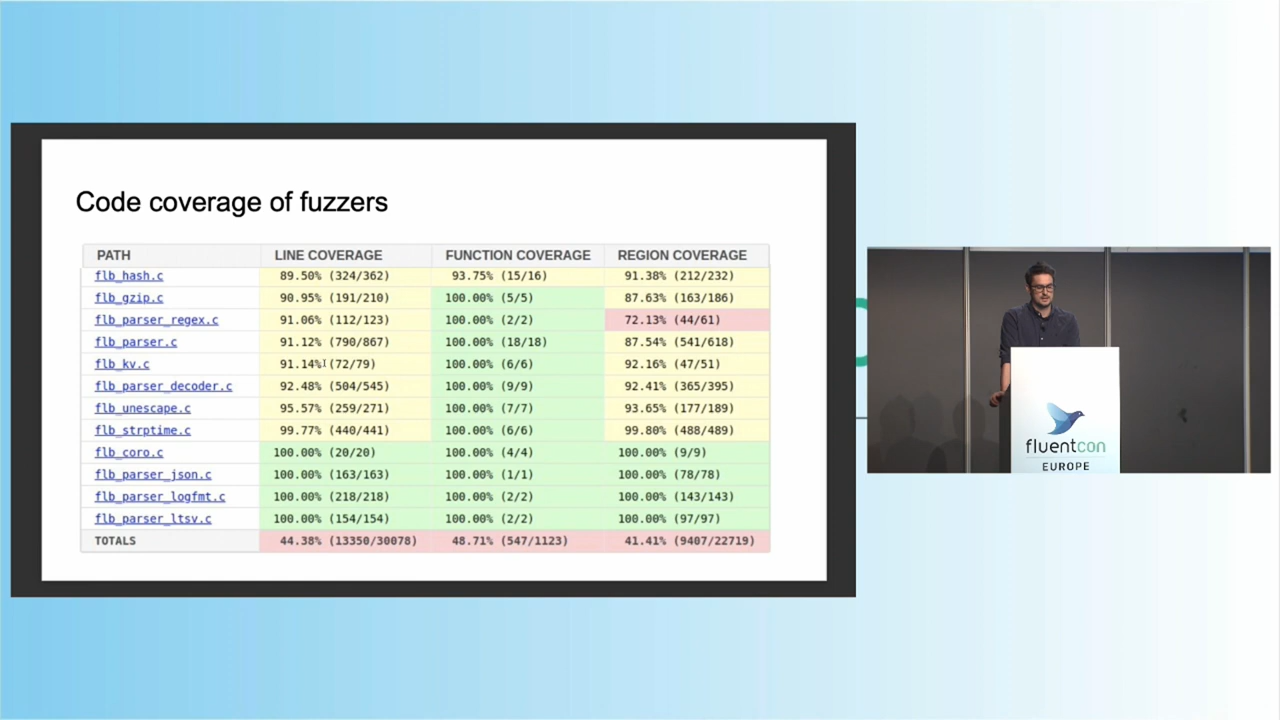 Code coverage of fuzzers
PATH LINE COVERAGE FUNCTION COVERAGE REGION COVERAGE
flb_hash.c 89.50% (324/362) 93.75% (15/16) 91.38% (212/232)
flb_gzip.c 90.95% (191/210) 100.00% (5/5) 87.63% (163/186)
flb_parser_regex.c 91.06% (112/123) 100.00% (2/2) 72.13% (44/61)
flb_parser.c 91.12% (790/867) 100.00% (18/18) 87.54% (541/618)
flb_kv.c 91.14% (72/79) 100.00% (6/6) 92.16% (47/51)
flb_parser_decoder.c 92.48% (504/545) 100.00% (9/9) 92.41% (365/395)
flb_unescape.c 95.57% (259/271) 100.00% (7/7) 93.65% (177/189)
flb_strptime.c 99.77% (440/441) 100.00% (6/6) 99.80% (488/489)
flb_coro.c 100.00% (20/20) 100.00% (4/4) 100.00% (9/9)
flb_parser_json.c 100.00% (163/163) 100.00% (1/1) 100.00% (78/78)
flb_parser_logfmt.c 100.00% (218/218) 100.00% (2/2) 100.00% (143/143)
flb_parser_ltsv.c 100.00% (154/154) 100.00% (2/2) 100.00% (97/97)
TOTALS 44.38% (13350/30078) 48.71% (547/1123) 41.41% (9407/22719)
fluentcon
EUROPE